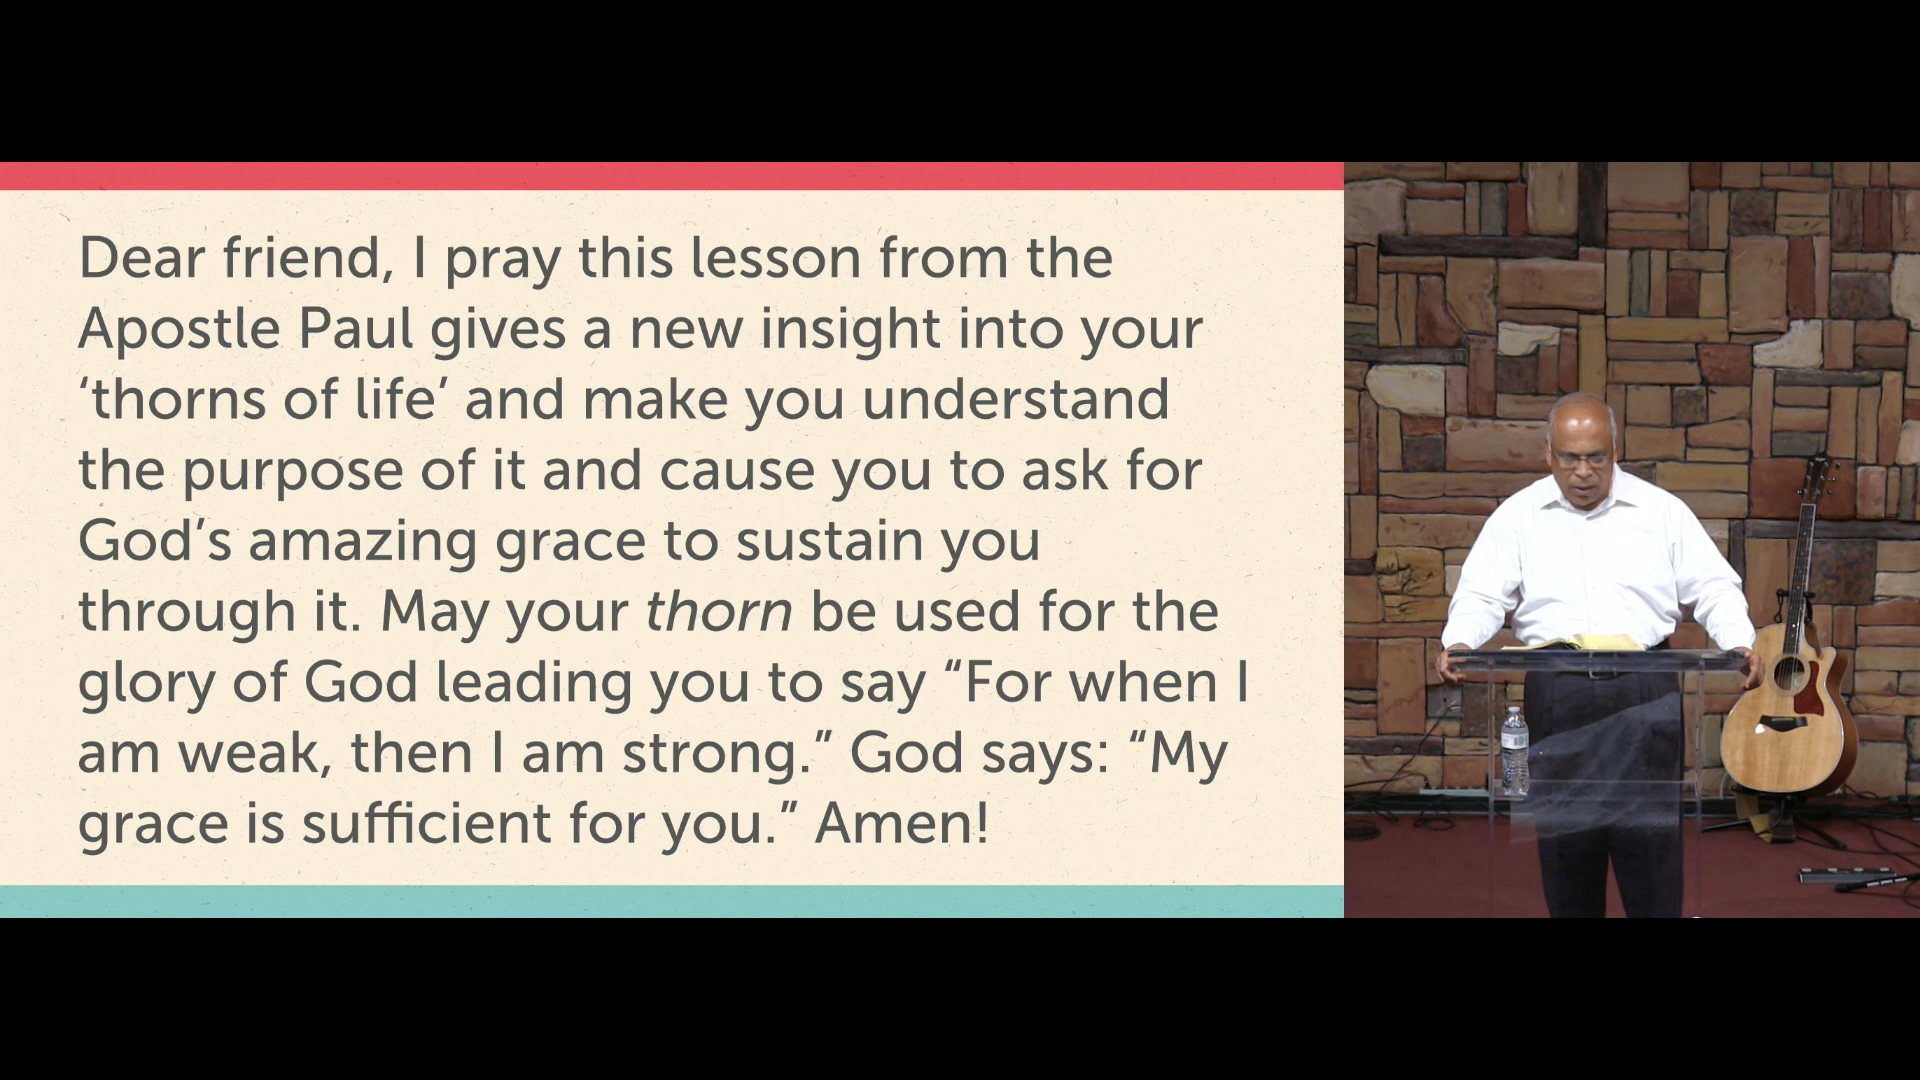 Dear friend, I pray this lesson from the
Apostle Paul gives a new insight into your
‘thorns of life’ and make you understand
the purpose of it and cause you to ask for
God’s amazing grace to sustain you
through it. May your thorn be used for the
glory of God leading you to say “For when I
am weak, then I am strong.” God says: “My
grace is sufficient for you.” Amen!